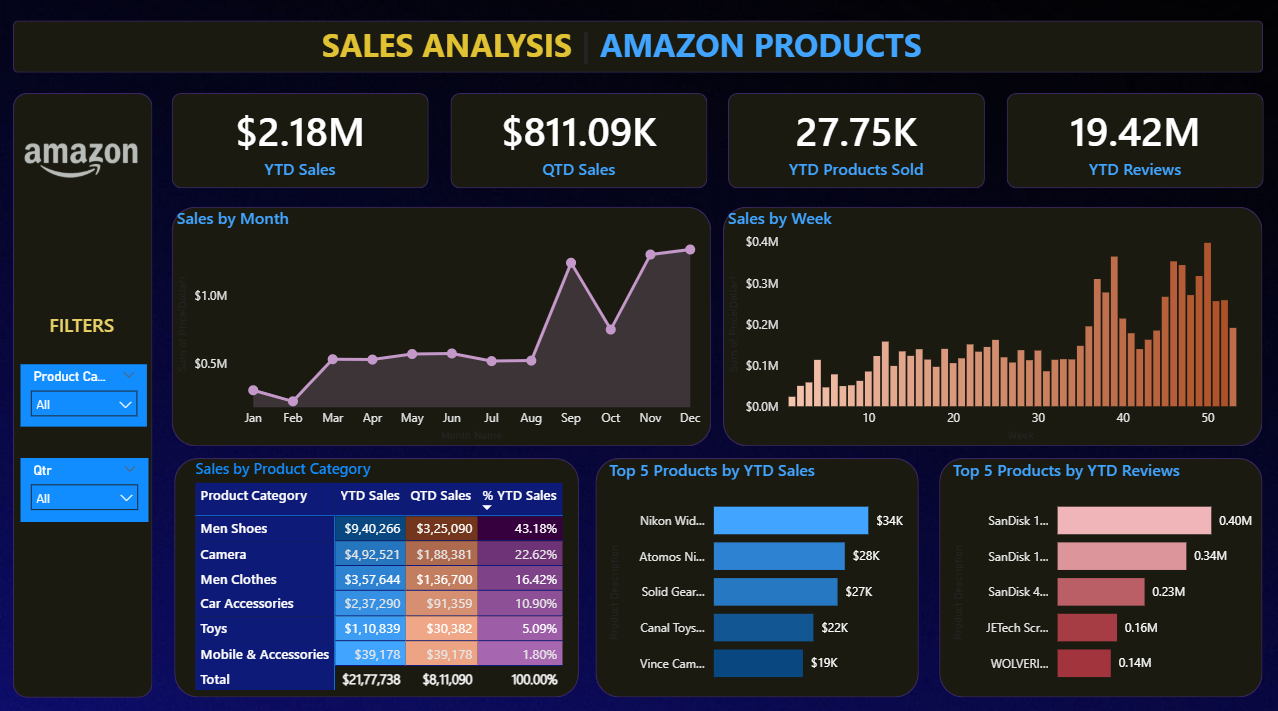 SALES ANALYSIS | AMAZON PRODUCTS
amazon
FILTERS
Product Ca...
All
Qtr
All
$2.18M
YTD Sales
$811.09K
QTD Sales
27.75K
YTD Products Sold
19.42M
YTD Reviews
Sales by Month
$1.0M
$0.5M
Jan Feb Mar Apr May Jun Jul Aug Sep Oct Nov Dec
Month Name
Sales by Week
$0.4M
$0.3M
$0.2M
$0.1M
$0.0M
10 20 30 40 50
Week
Sales by Product Category
Product Category YTD Sales QTD Sales % YTD Sales
Men Shoes $9,40,266 $3,25,090 43.18%
Camera $4,92,521 $1,88,381 22.62%
Men Clothes $3,57,644 $1,36,700 16.42%
Car Accessories $2,37,290 $91,359 10.90%
Toys $1,10,839 $30,382 5.09%
Mobile & Accessories $39,178 $39,178 1.80%
Total $21,77,738 $8,11,090 100.00%
Top 5 Products by YTD Sales
Product Description
Nikon Wid... $34K
Atomos Ni... $28K
Solid Gear... $27K
Canal Toys... $22K
Vince Cam... $19K
Top 5 Products by YTD Reviews
Product Description
SanDisk 1... 0.40M
SanDisk 1... 0.34M
SanDisk 4... 0.23M
JETech Scr... 0.16M
WOLVERI... 0.14M